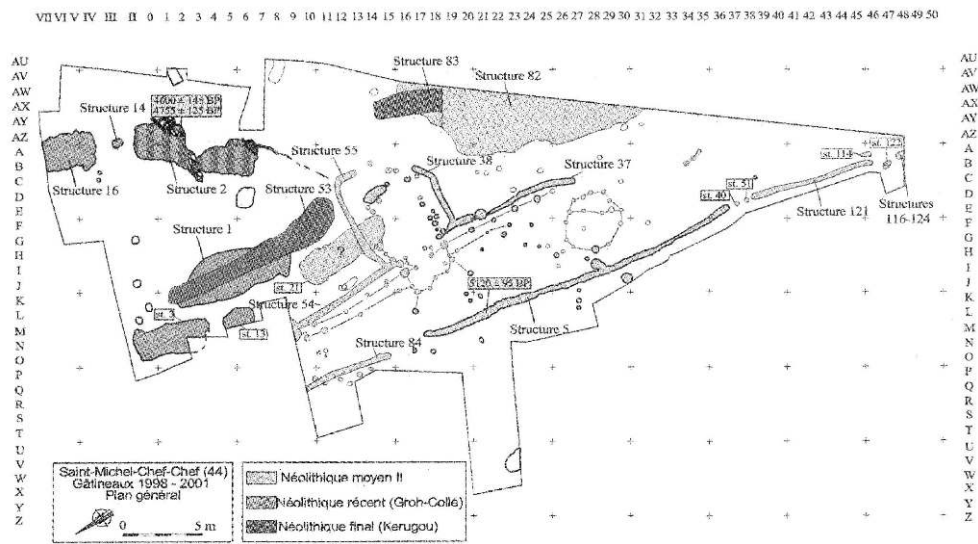 VII VI V IV III II 0 1 2 3 4 5 6 7 8 9 10 11 12 13 14 15 16 17 18 19 20 21 22 23 24 25 26 27 28 29 30 31 32 33 34 35 36 37 38 39 40 41 42 43 44 45 46 47 48 50
AU AU
AV AV
AW AW
AX AX
AY AY
AZ AZ
A A
B B
C C
D D
E E
F F
G G
H H
I I
J J
K K
L L
M M
N N
O O
P P
Q Q
R R
S S
T T
U U
V V
W W
X X
Y Y
Z Z
Structure 83
Structure 82
4600 ± 145 BP
4755 ± 125 BP
Structure 14
Structure 55
Structure 38
Structure 37
st. 114
Structure 16
Structure 2
Structure 53
st. 51
st. 40
Structure 121
Structures
116-124
Structure 1
?
st. 21
5120 ± 95 BP
Structure 54
st. 3
st. 13
Structure 5
Structure 84
Saint-Michel-Chef-Chef (44)
Gâtineaux 1998 - 2001
Plan général
0 5 m
Néolithique moyen II
Néolithique récent (Groh-Collé)
Néolithique final (Kerugou)